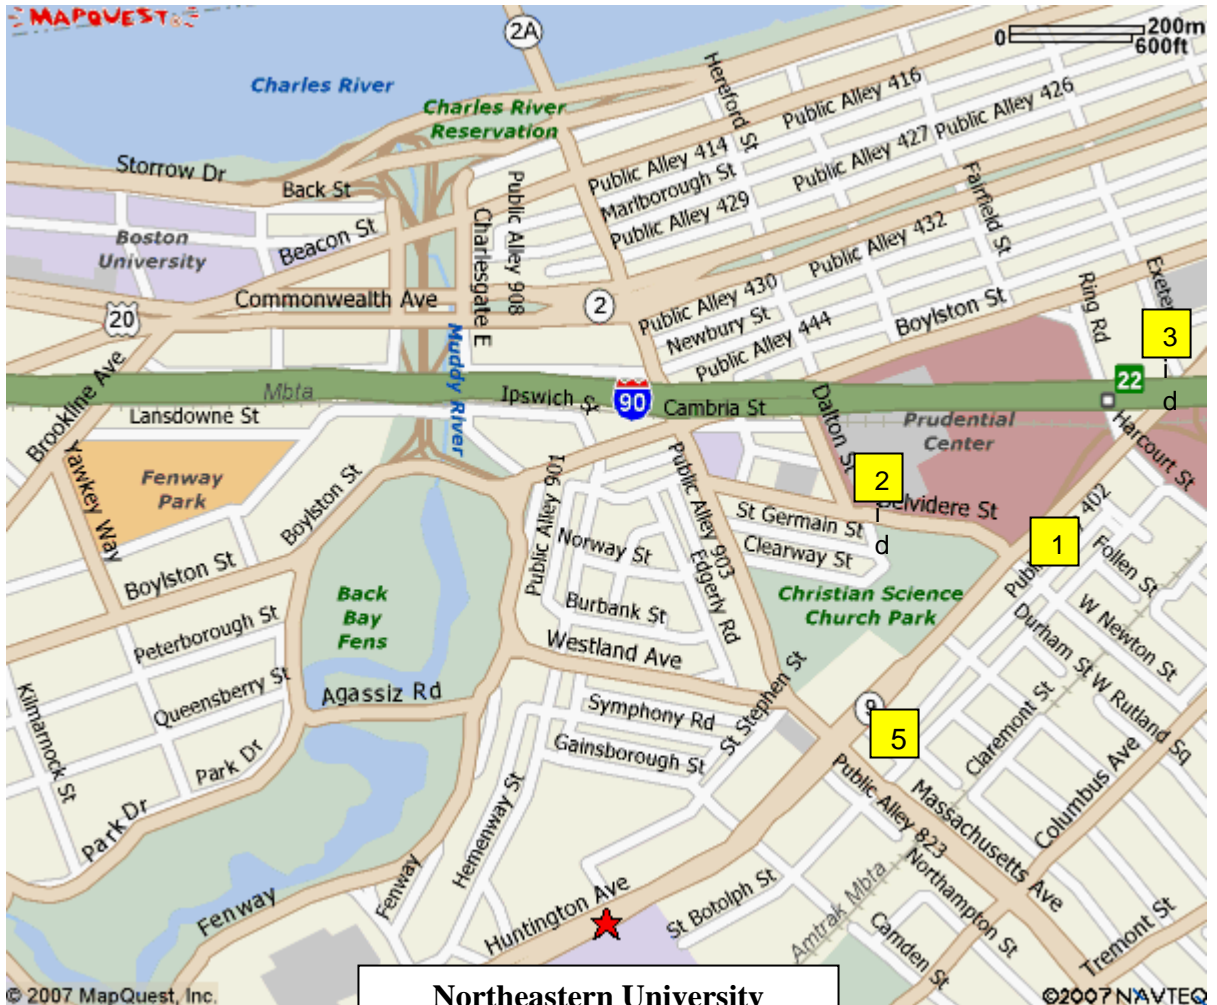 MAPQUEST
2A
200m
0
600ft
Charles River
Charles River
Reservation
Hereford St
Public Alley 416
Public Alley 426
Storrow Dr
Back St
Public Alley 414
Public Alley 427
Marlborough St
Public Alley 429
Public Alley 908
Fairfield St
Boston
University
Beacon St
Charlesgate E
Public Alley 432
Commonwealth Ave
20
2
Public Alley 430
Newbury St
Public Alley 444
Boylston St
Ring Rd
Exeter
3
Muddy River
Brookline Ave
Mbta
Ipswich St
90
Cambria St
22
d
Lansdowne St
Dalton St
Prudential
Center
Harcourt St
Yawkey Way
Fenway
Park
Boylston St
Public Alley 901
Public Alley 903
2
Belvidere St
d
St Germain St
Clearway St
402
1
Follen St
Norway St
Edgerly Rd
Boylston St
Back
Bay
Fens
Burbank St
Christian Science
Church Park
W Newton St
Durham St
Peterborough St
Westland Ave
Queensberry St
Agassiz Rd
Symphony Rd
St Stephen St
9
5
Claremont St
W Rutland Sq
Kilmarnock St
Park Dr
Gainsborough St
Columbus Ave
Park Dr
Hemenway St
Public Alley 823
Massachusetts Ave
Fenway
Fenway
Huntington Ave
St Botolph St
Amtrak Mbta
Northampton St
Camden St
Tremont St
Northeastern University
© 2007 MapQuest, Inc.
©2007 NAVTEQ